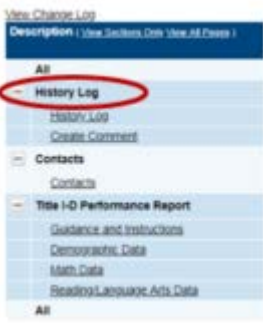 View Change Log
Description ( View Sections Only View All Pages )
All
History Log
History Log
Create Comment
Contacts
Contacts
Title I-D Performance Report
Guidance and Instructions
Demographic Data
Math Data
Reading/Language Arts Data
All